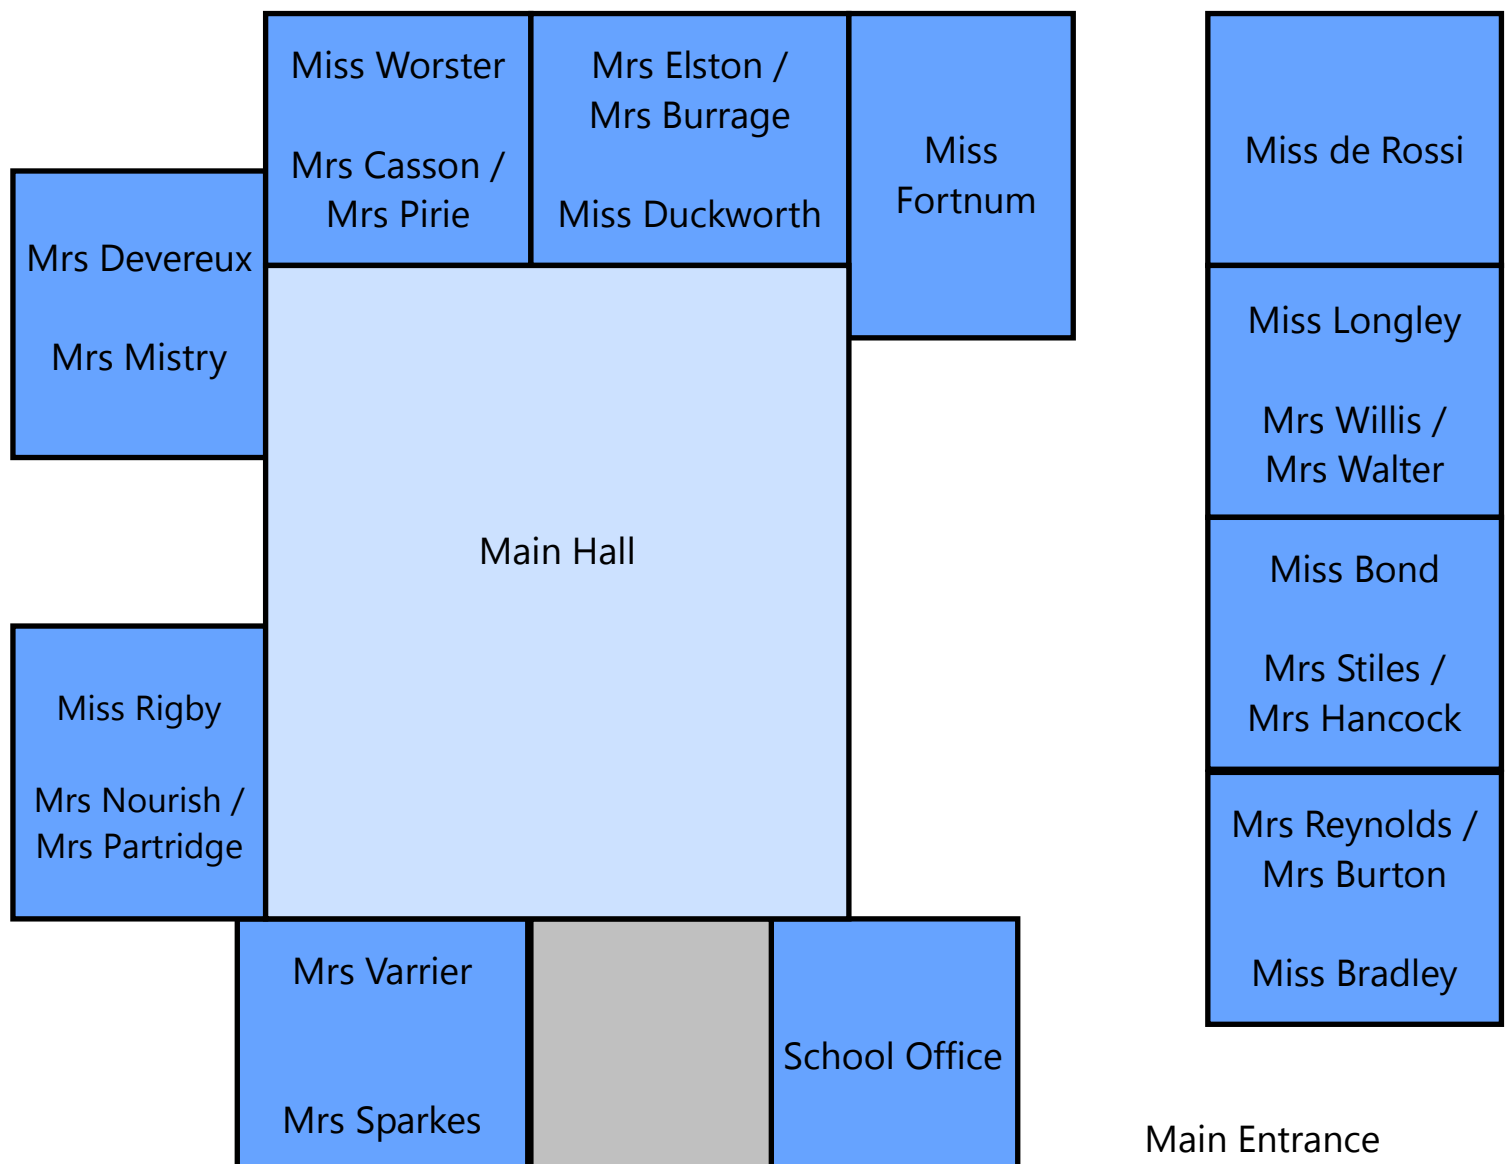 Miss Worster
Mrs Casson /
Mrs Pirie
Mrs Elston /
Mrs Burrage
Miss Duckworth
Miss
Fortnum
Miss de Rossi
Mrs Devereux
Mrs Mistry
Miss Longley
Mrs Willis /
Mrs Walter
Main Hall
Miss Bond
Mrs Stiles /
Mrs Hancock
Miss Rigby
Mrs Nourish /
Mrs Partridge
Mrs Reynolds /
Mrs Burton
Miss Bradley
Mrs Varrier
Mrs Sparkes
School Office
Main Entrance